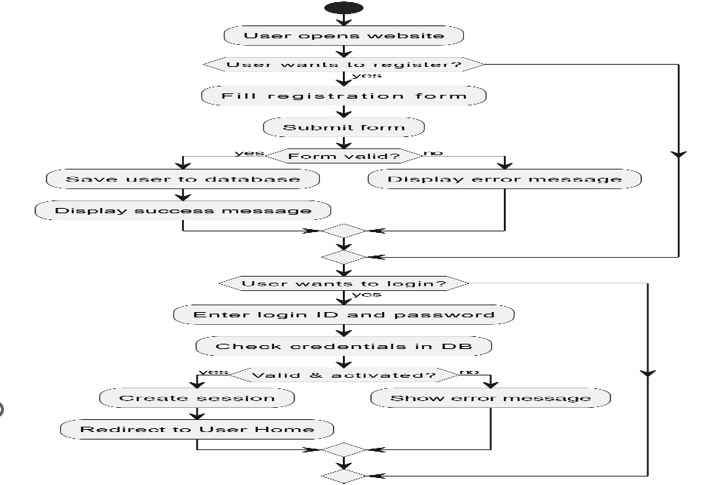 User opens website
User wants to register?
yes
Fill registration form
Submit form
yes
Form valid?
no
Save user to database
Display error message
Display success message
User wants to login?
yes
Enter login ID and password
Check credentials in DB
yes
Valid & activated?
no
Create session
Show error message
Redirect to User Home